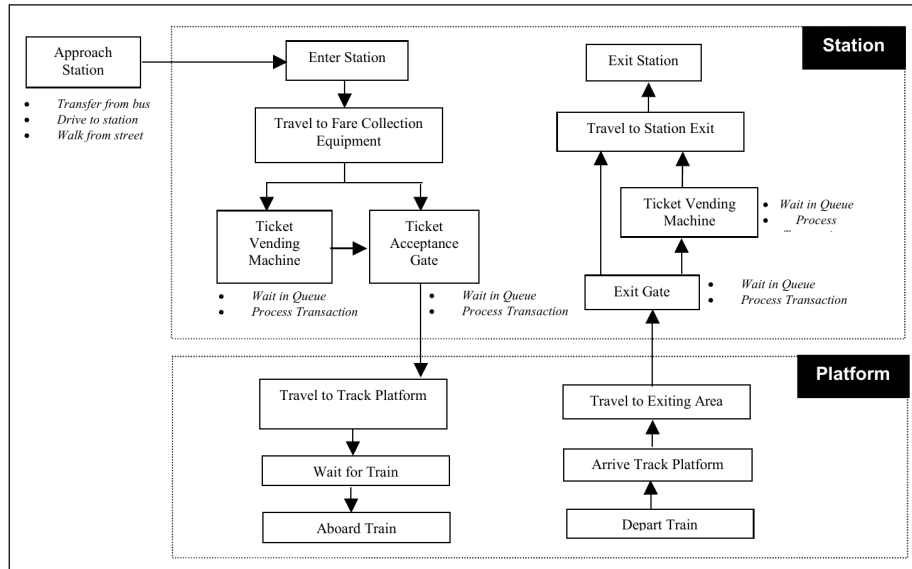 Station
Approach
Station
• Transfer from bus
• Drive to station
• Walk from street
Enter Station
Travel to Fare Collection
Equipment
Ticket
Vending
Machine
• Wait in Queue
• Process Transaction
Ticket
Acceptance
Gate
• Wait in Queue
• Process Transaction
Exit Station
Travel to Station Exit
Ticket Vending
Machine
• Wait in Queue
• Process
Exit Gate
• Wait in Queue
• Process Transaction
Platform
Travel to Track Platform
Wait for Train
Aboard Train
Travel to Exiting Area
Arrive Track Platform
Depart Train